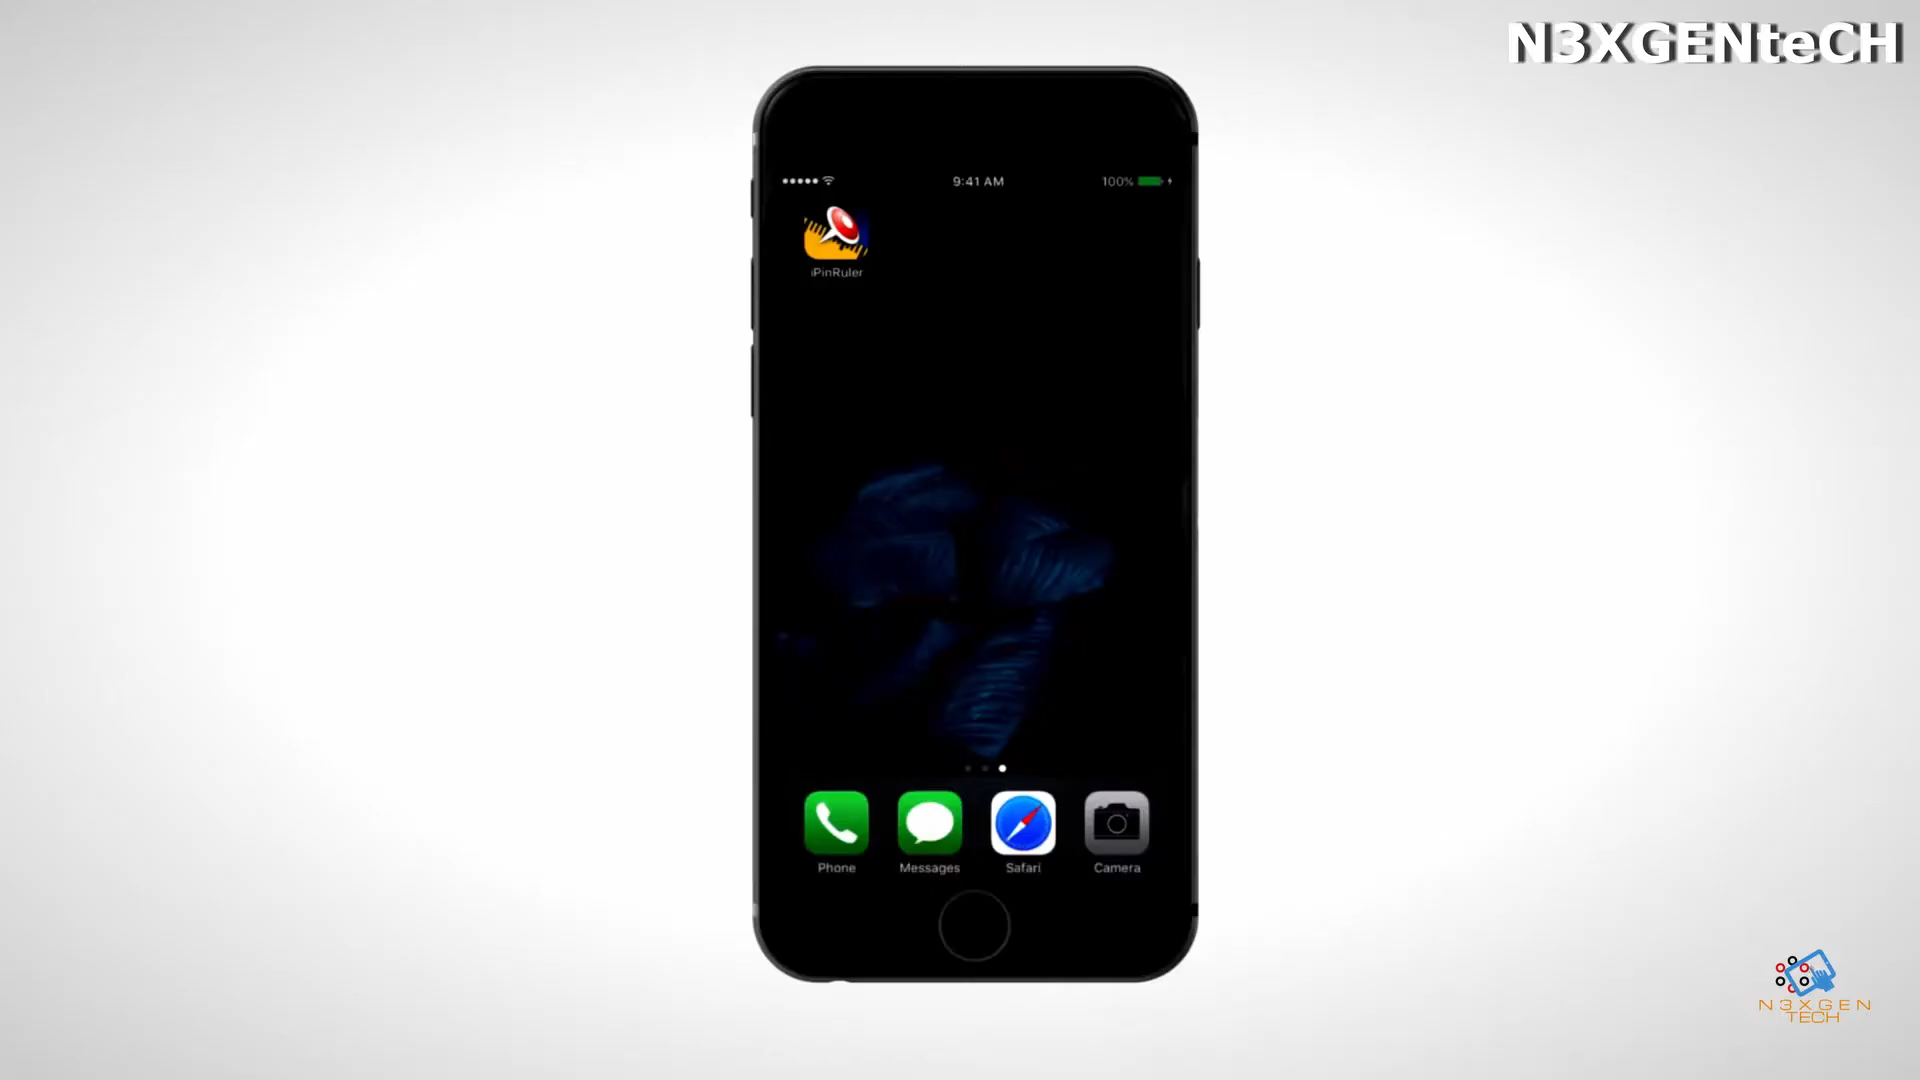 N3XGENteCH
9:41 AM
100%
iPinRuler
Phone
Messages
Safari
Camera
N3XGEN
TECH